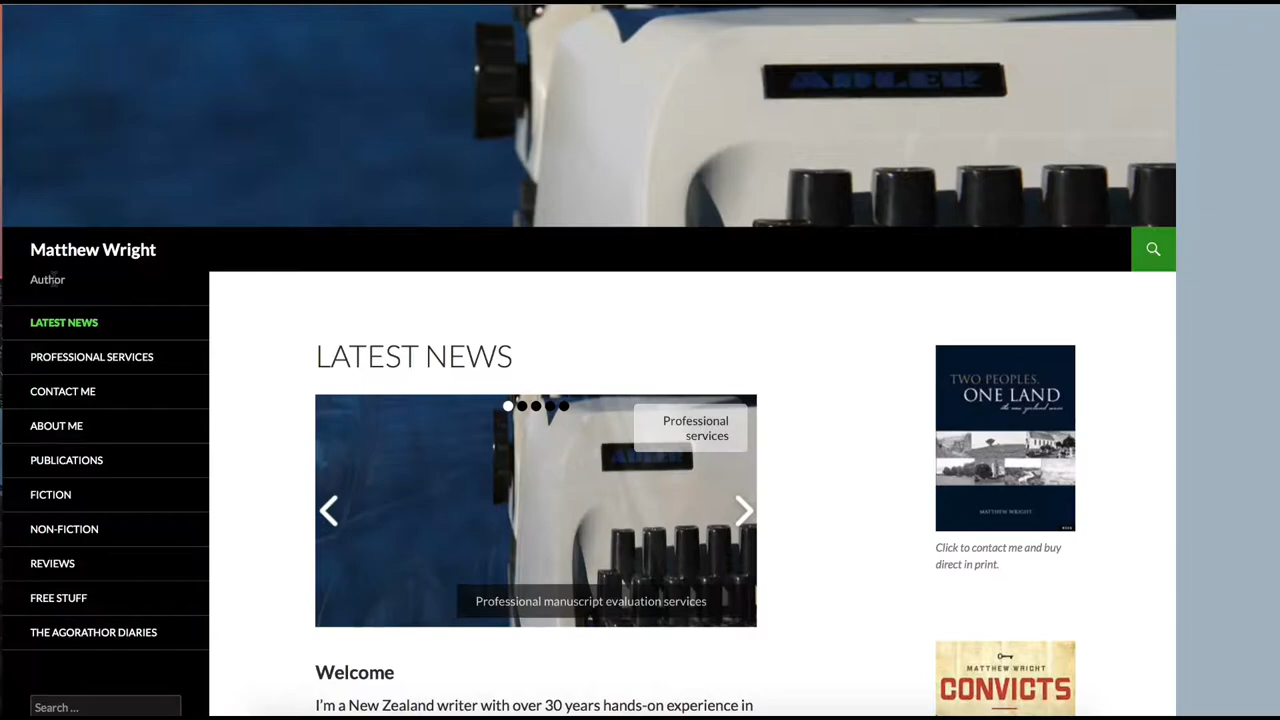 ADLER
Matthew Wright
Author
LATEST NEWS
PROFESSIONAL SERVICES
CONTACT ME
ABOUT ME
PUBLICATIONS
FICTION
NON-FICTION
REVIEWS
FREE STUFF
THE AGORATHOR DIARIES
Search ...
LATEST NEWS
Professional
services
ADLER
Professional manuscript evaluation services
Welcome
I'm a New Zealand writer with over 30 years hands-on experience in
TWO PEOPLES.
ONE LAND
the new zealand wars
MATTHEW WRIGHT
Click to contact me and buy
direct in print.
MATTHEW WRIGHT
CONVICTS